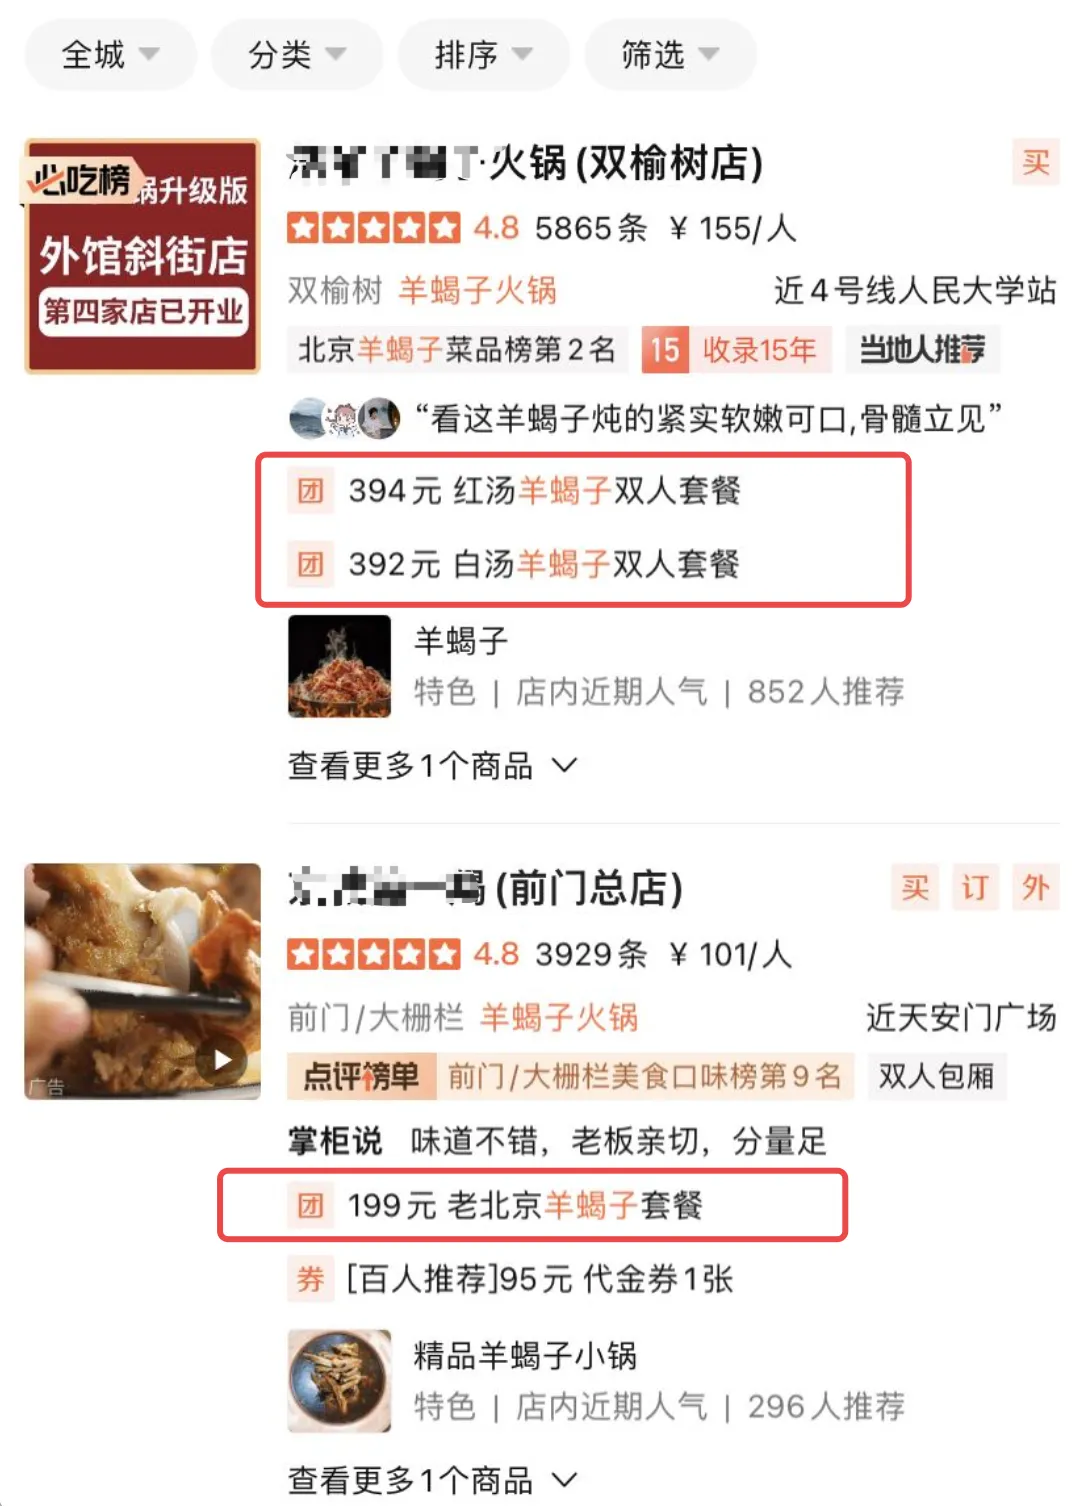 全城 分类 排序 筛选
必吃榜
锅升级版
外馆斜街店
第四家店已开业
火锅(双榆树店) 买
4.8 5865条 ¥155/人
双榆树 羊蝎子火锅 近4号线人民大学站
北京羊蝎子菜品榜第2名 15 收录15年 当地人推荐
“看这羊蝎子炖的紧实软嫩可口,骨髓立见”
团 394元 红汤羊蝎子双人套餐
团 392元 白汤羊蝎子双人套餐
羊蝎子
特色 | 店内近期人气 | 852人推荐
查看更多1个商品
(前门总店) 买 订 外
4.8 3929条 ¥101/人
前门/大栅栏 羊蝎子火锅 近天安门广场
点评榜单 前门/大栅栏美食口味榜第9名 双人包厢
广告
掌柜说 味道不错，老板亲切，分量足
团 199元 老北京羊蝎子套餐
券 [百人推荐]95元 代金券1张
精品羊蝎子小锅
特色 | 店内近期人气 | 296人推荐
查看更多1个商品